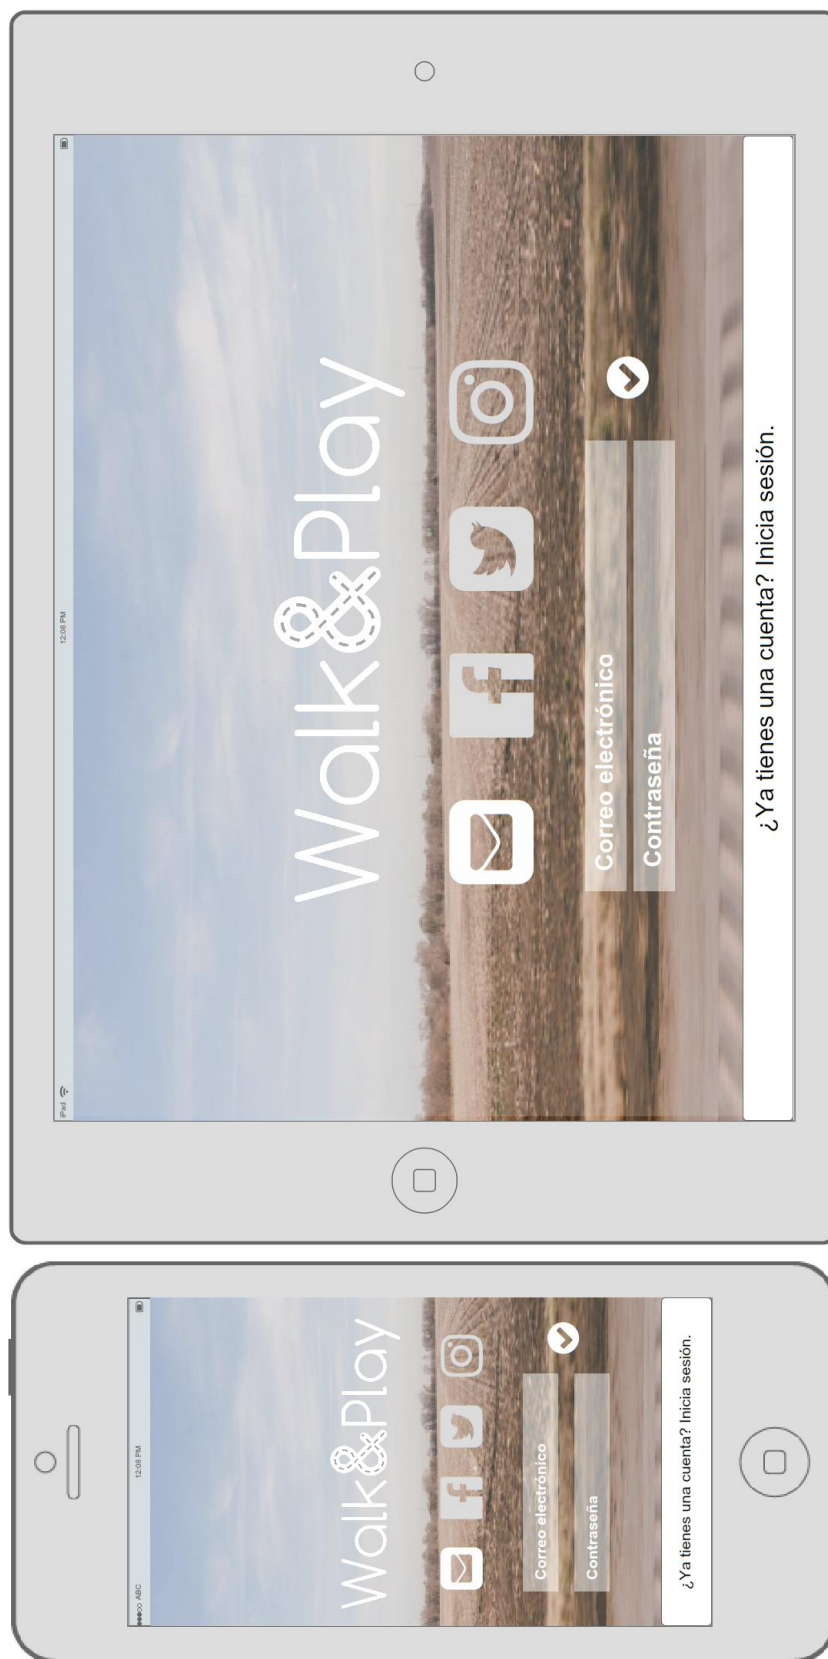 iPad 12:08 PM
Walk&Play
Correo electrónico
Contraseña
¿Ya tienes una cuenta? Inicia sesión.
ABC 12:08 PM
Walk&Play
Correo electrónico
Contraseña
¿Ya tienes una cuenta? Inicia sesión.